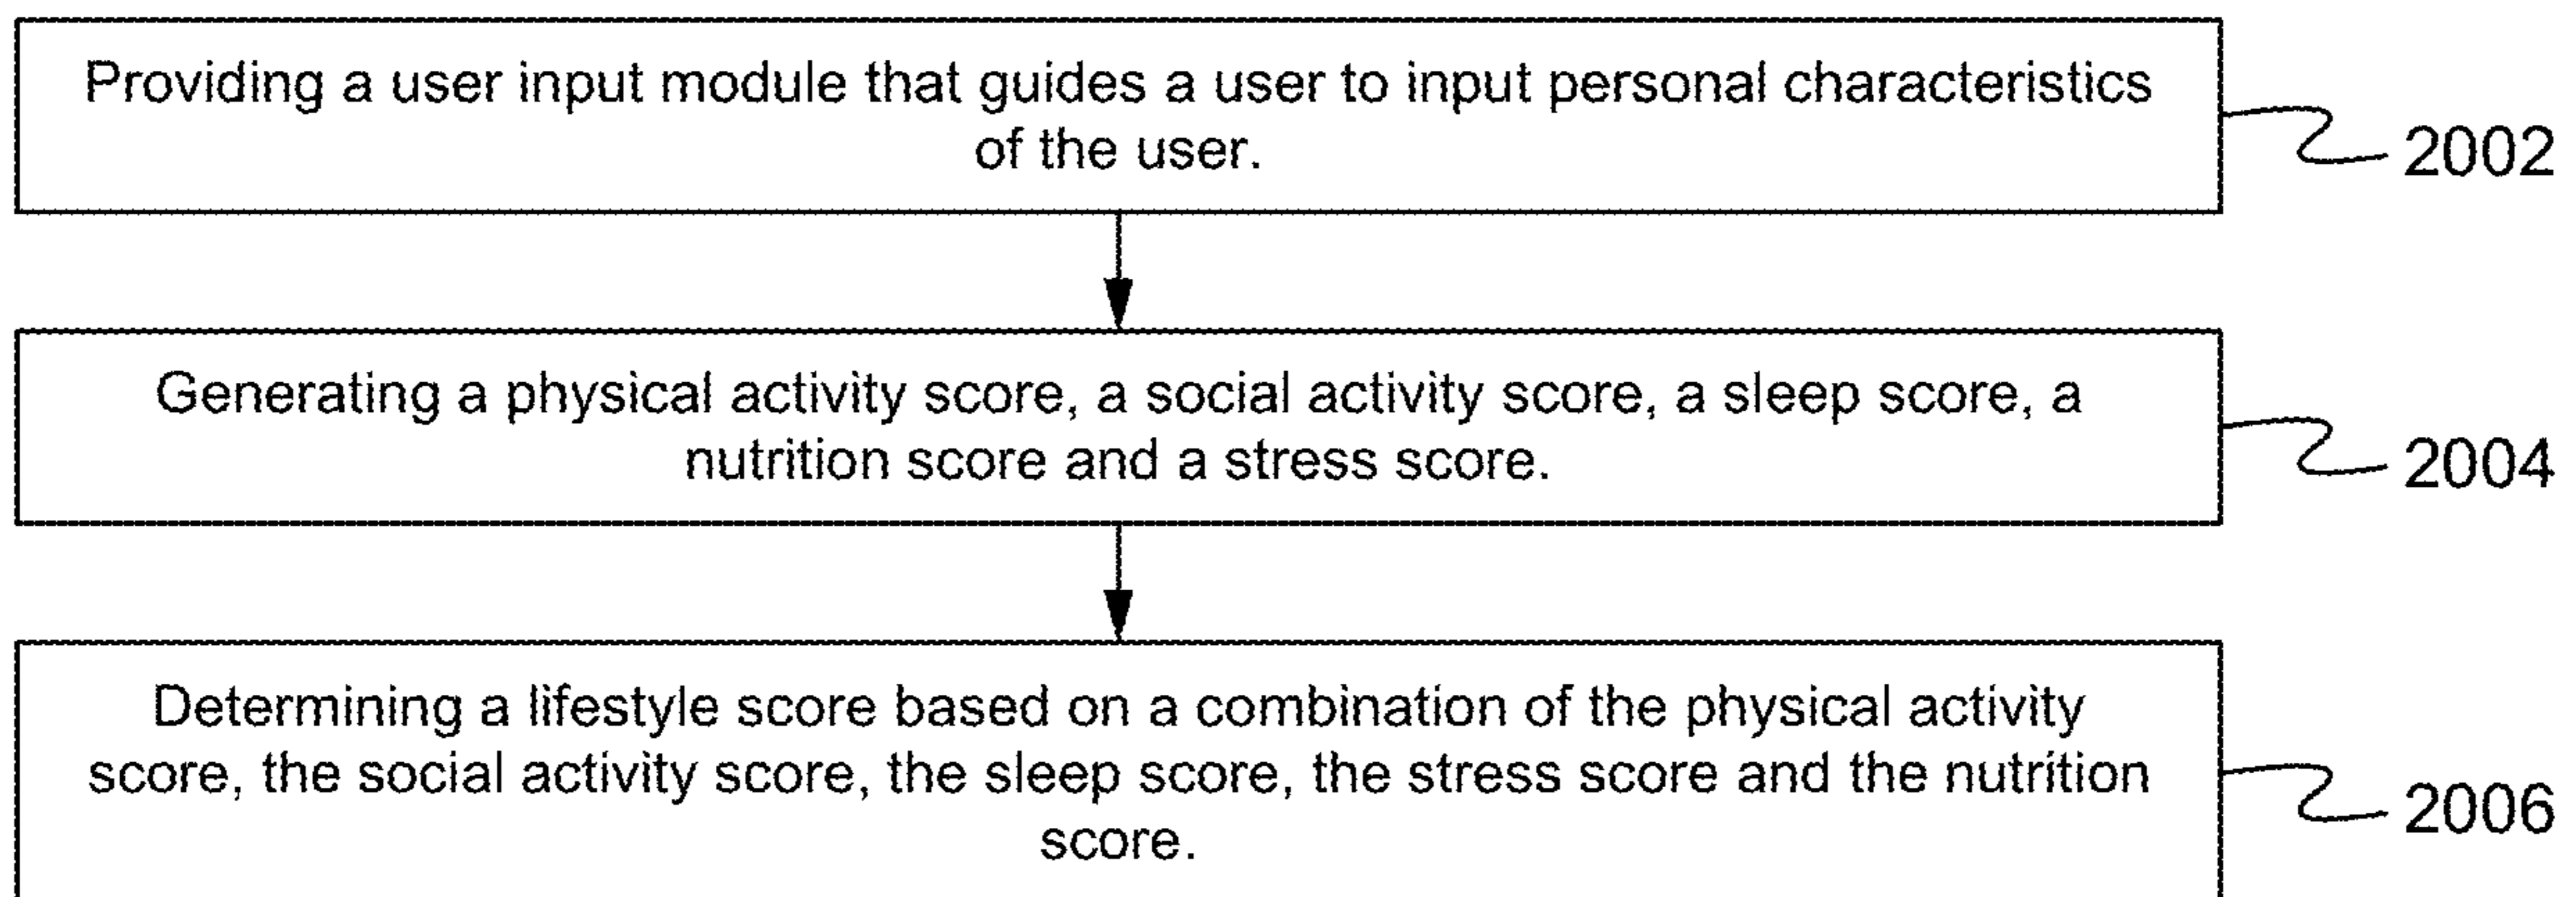 Providing a user input module that guides a user to input personal characteristics
of the user.
2002
Generating a physical activity score, a social activity score, a sleep score, a
nutrition score and a stress score.
2004
Determining a lifestyle score based on a combination of the physical activity
score, the social activity score, the sleep score, the stress score and the nutrition
score.
2006